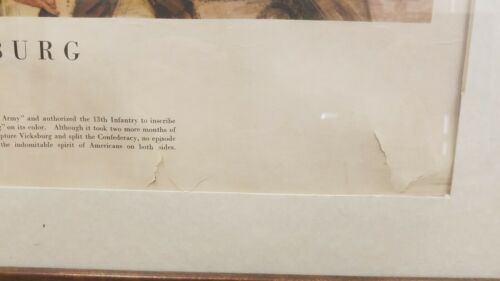 BURG
Army" and authorized the 13th Infantry to inscribe
" on its color. Although it took two more months of
pture Vicksburg and split the Confederacy, no episode
the indomitable spirit of Americans on both sides.